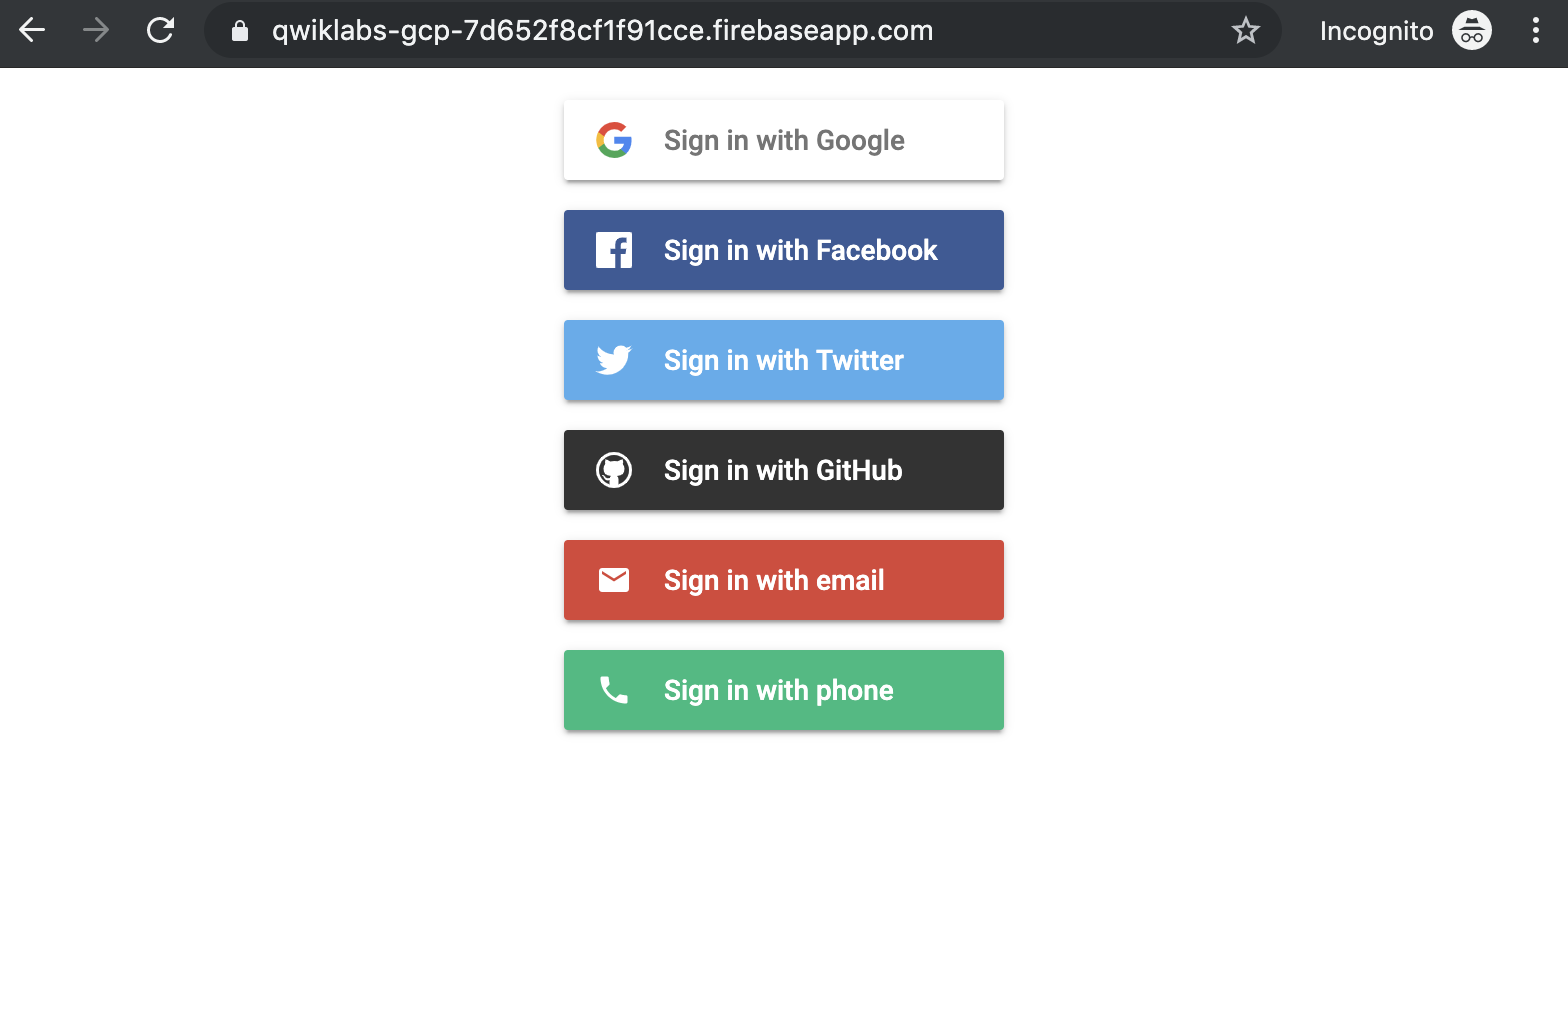 qwiklabs-gcp-7d652f8cf1f91cce.firebaseapp.com Incognito
Sign in with Google
Sign in with Facebook
Sign in with Twitter
Sign in with GitHub
Sign in with email
Sign in with phone